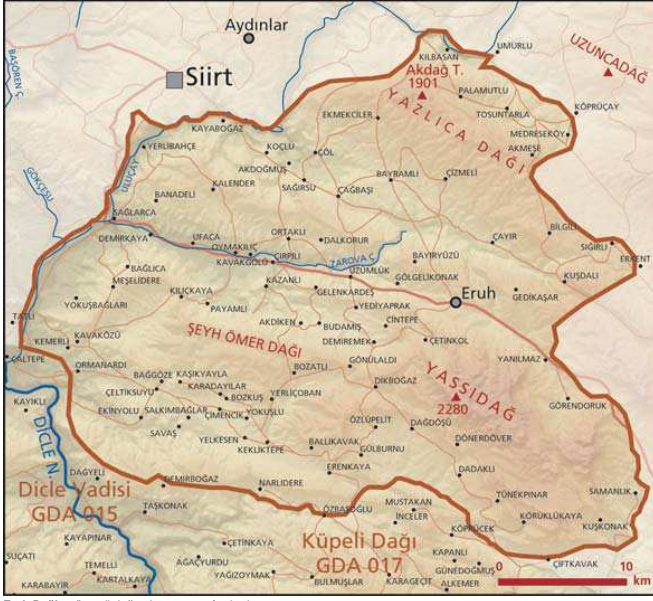 Aydınlar
KILBASAN
UMURLU
UZUNCADAĞ
Siirt
Akdağ T.
1901
PALAMUTLU
BAŞÖREN Ç.
YAZLICA DAĞI
TOSUNTARLA
KÖPRÜÇAY
EKMEKCİLER
KAYABOĞAZ
MEDRESEKÖY
YERLİBAHÇE
KOÇLU
ÇÖL
AKMEŞE
AKDOĞMUŞ
ULUÇAY
GÖKÇESU
KALENDER
SAĞIRSU
BAYRAMLI
ÇİZMELİ
BANADELİ
ÇAĞBAŞI
SAĞLARCA
DEMİRKAYA
UFACA
ORTAKLI
DALKORUR
ÇAYIR
BİLGİLİ
SIĞIRLI
OYMAKILIÇ
KAVAKGÖLÜ
ÇIRPILI
ZAROVA Ç.
BAYIRYÜZÜ
ERKENT
BAĞLICA
ÜZÜMLÜK
MEŞELİDERE
KAZANLI
GÖLGELİKONAK
KUŞDALI
YOKUŞBAĞLARI
KILIÇKAYA
GELENKARDEŞ
GEDİKAŞAR
PAYAMLI
YEDİYAPRAK
Eruh
TATLI
AKDİKEN
BUDAMIŞ
ÇİNTEPE
KEMERLİ
KAVAKÖZÜ
ŞEYH ÖMER DAĞI
DEMİREMEK
ÇETİNKOL
ÇALTEPE
YANILMAZ
ORMANARDI
BOZATLI
GÖNÜLALDI
BAĞGÖZE
KAŞIKYAYLA
DİKBOĞAZ
YASSIDAĞ
2280
ÇELTİKSUYU
KARADAYILAR
BOZKUŞ
YERLİÇOBAN
GÖRENDORUK
KAYIKLI
EKİNYOLU
SALKIMBAĞLAR
ÇİMENCİK
YOKUŞLU
DİCLE N.
SAVAŞ
ÖZLÜPELİT
DAĞDÖŞÜ
YELKESEN
KEKLİKTEPE
BALLIKAVAK
GÜLBURNU
DÖNERDÖVER
DAĞYELİ
ERENKAYA
DADAKLI
DEMİRBOĞAZ
NARLIDERE
Dicle Vadisi
GDA 015
SAMANLIK
TAŞKONAK
ÖZBAŞOĞLU
MUSTAKAN
TÜNEKPINAR
İNCELER
KÖRÜKLÜKAYA
KUŞKONAK
KAYAPINAR
ÇETİNKAYA
Küpeli Dağı
GDA 017
KÖPRÜCEK
SUÇATI
AĞAÇYURDU
KAPANLI
ÇİFTKAVAK
TEMELLİ
YAĞIZOYMAK
GÜNEDOĞMUŞ
0 10
km
KARABAYIR
KARTALKAYA
BULMUŞLAR
KARAGEÇİT
ALKEMER